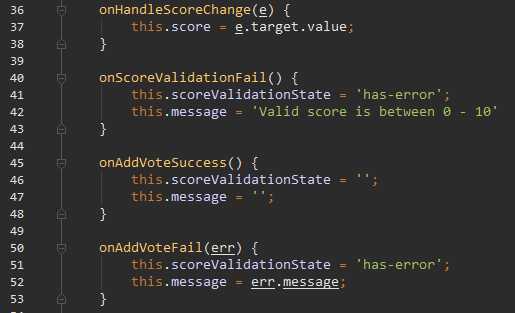 36 onHandleScoreChange(e) {
37 this.score = e.target.value;
38 }
39
40 onScoreValidationFail() {
41 this.scoreValidationState = 'has-error';
42 this.message = 'Valid score is between 0 - 10'
43 }
44
45 onAddVoteSuccess() {
46 this.scoreValidationState = '';
47 this.message = '';
48 }
49
50 onAddVoteFail(err) {
51 this.scoreValidationState = 'has-error';
52 this.message = err.message;
53 }